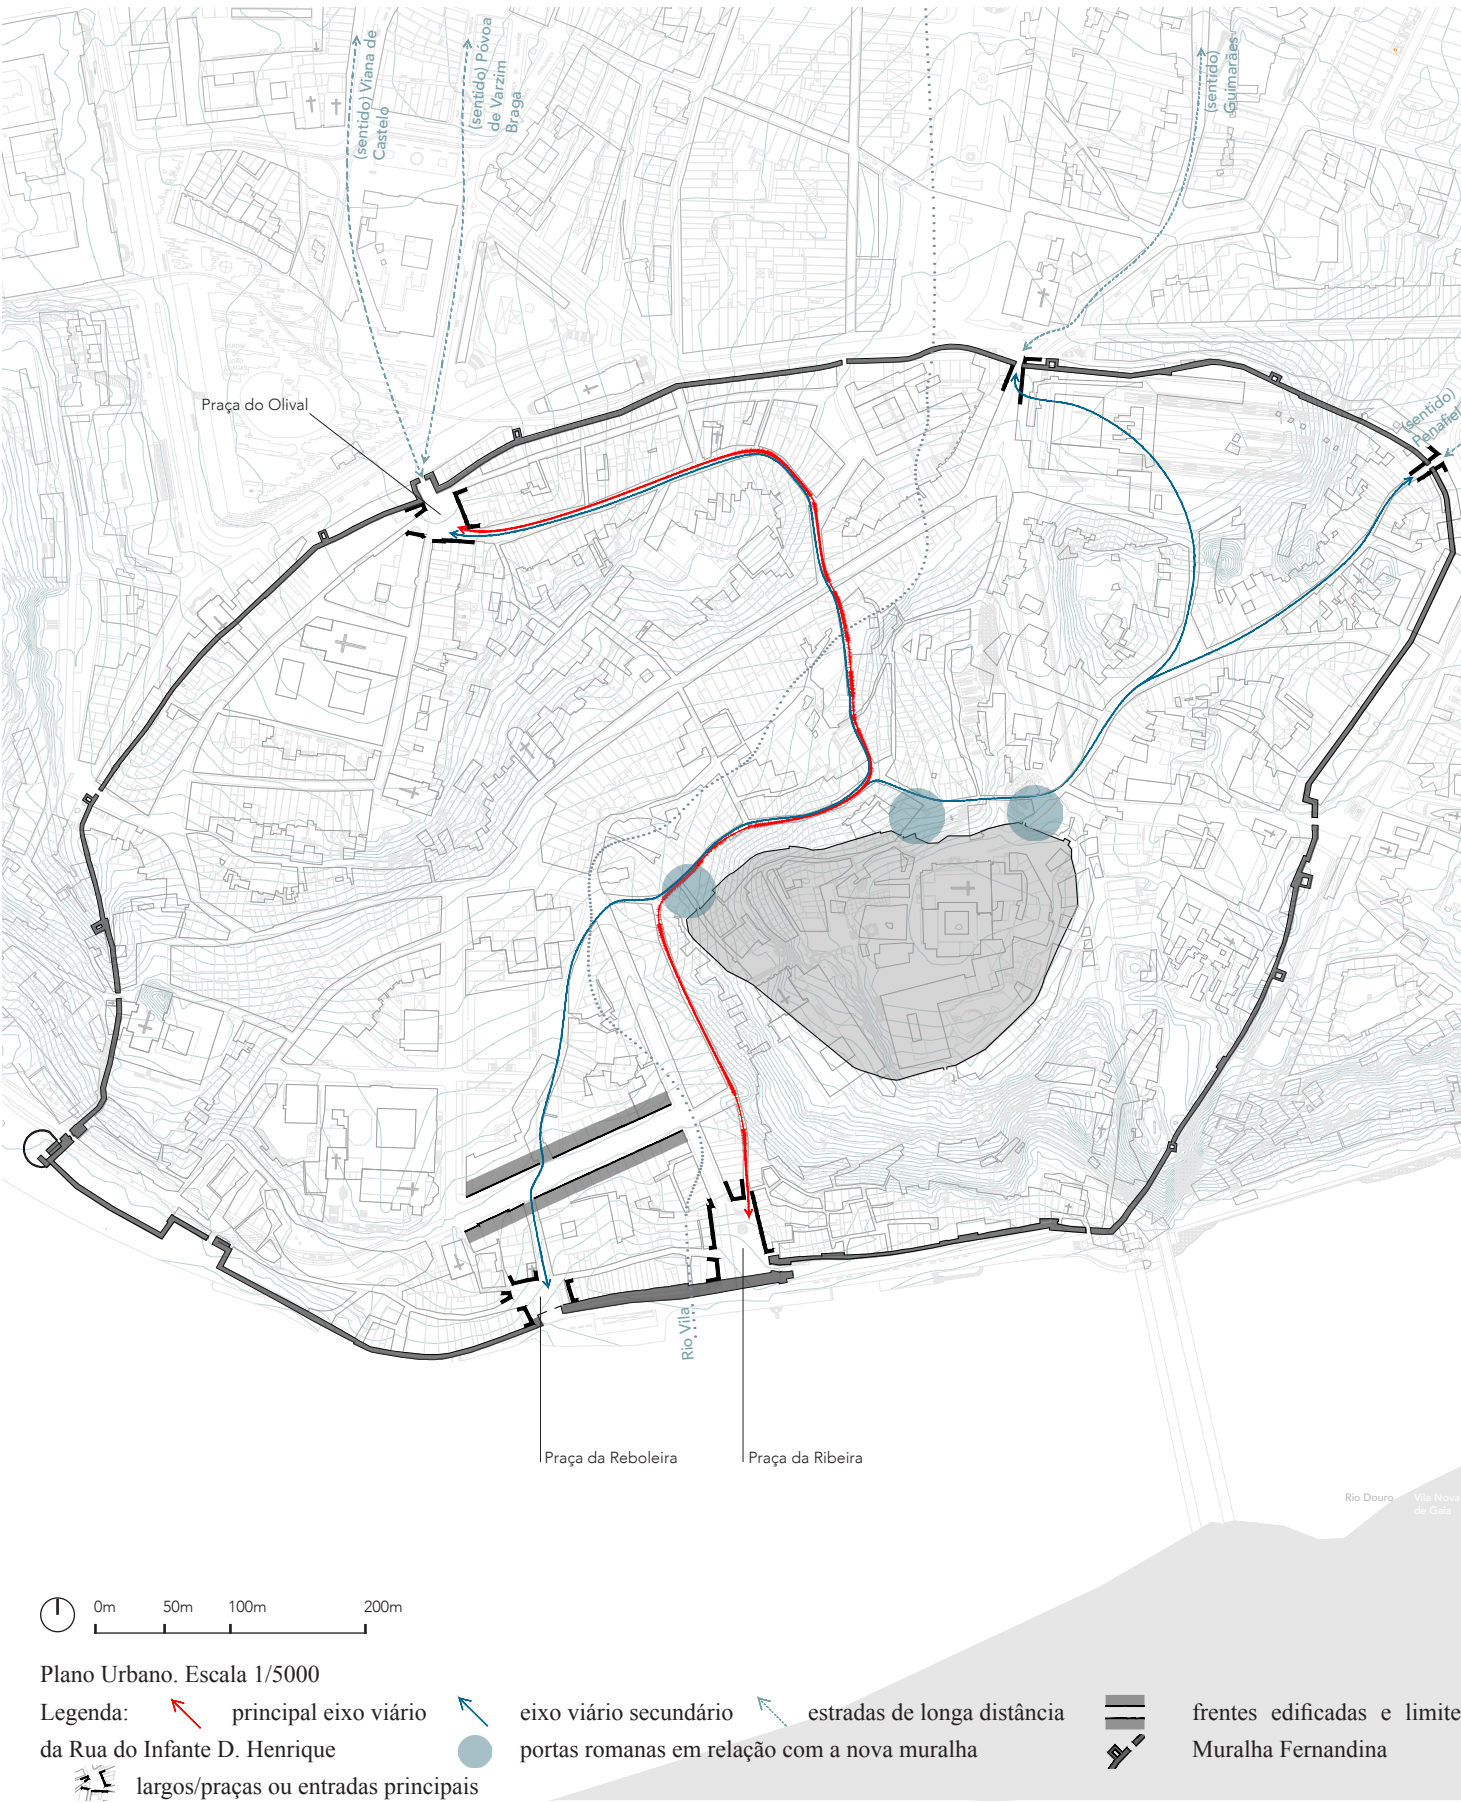 (sentido) Viana de
Castelo
(sentido) Póvoa
de Varzim
Braga
(sentido)
Guimarães
Praça do Olival
(sentido)
Penafiel
Rio Vila
Praça da Reboleira
Praça da Ribeira
Rio Douro
Vila Nova
de Gaia
0m 50m 100m 200m
Plano Urbano. Escala 1/5000
Legenda: principal eixo viário eixo viário secundário estradas de longa distância frentes edificadas e limite
da Rua do Infante D. Henrique portas romanas em relação com a nova muralha Muralha Fernandina
largos/praças ou entradas principais